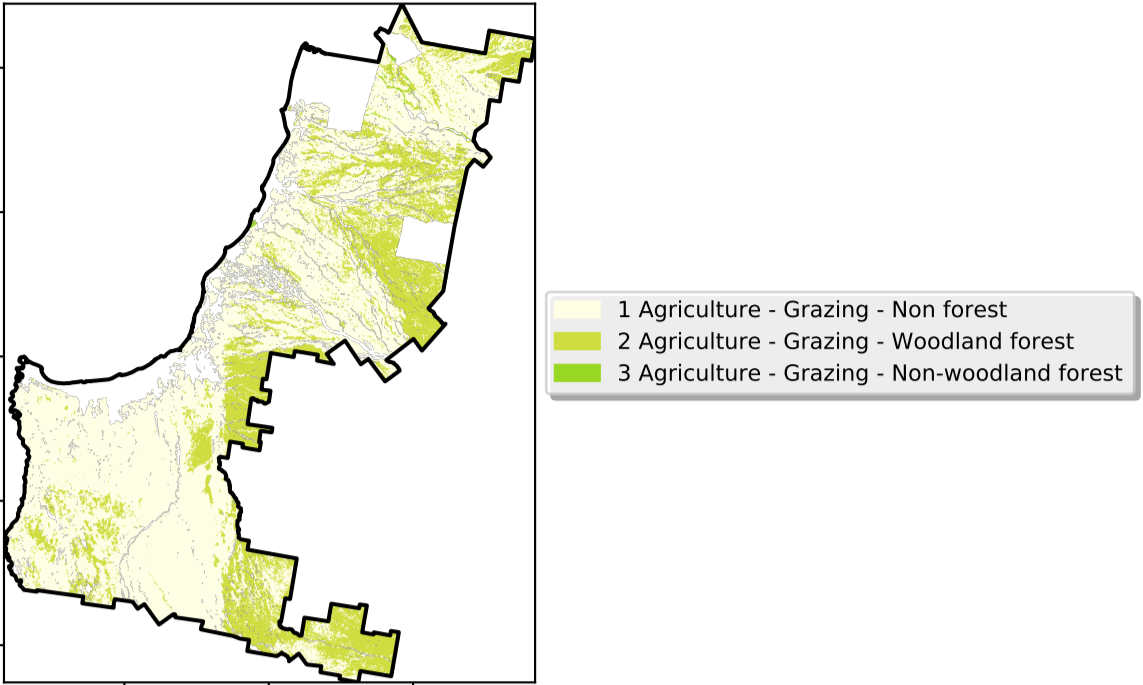 1 Agriculture - Grazing - Non forest
2 Agriculture - Grazing - Woodland forest
3 Agriculture - Grazing - Non-woodland forest